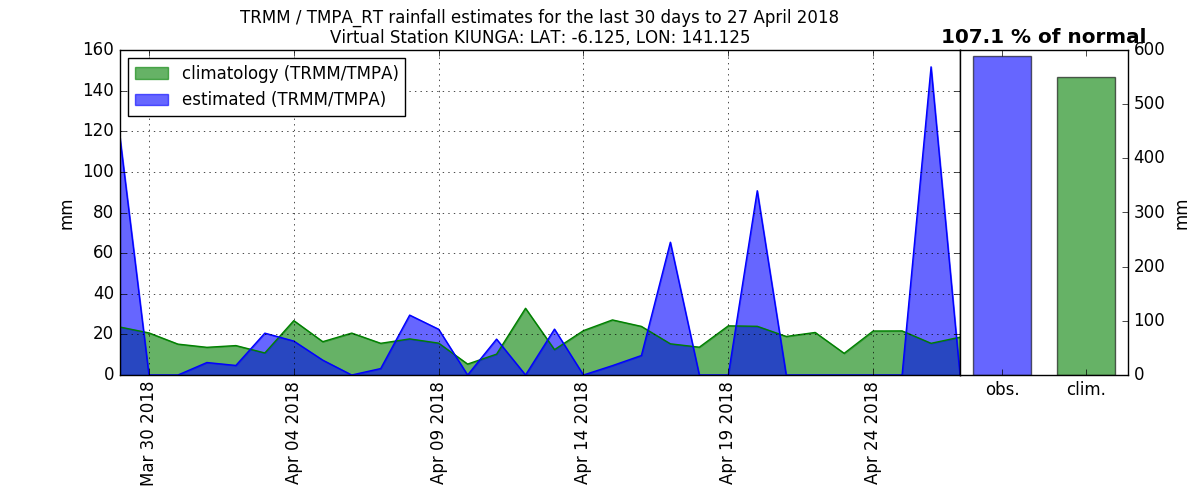 TRMM / TMPA_RT rainfall estimates for the last 30 days to 27 April 2018
Virtual Station KIUNGA: LAT: -6.125, LON: 141.125
107.1 % of normal
climatology (TRMM/TMPA)
estimated (TRMM/TMPA)
160
140
120
100
80
60
40
20
0
mm
Mar 30 2018
Apr 04 2018
Apr 09 2018
Apr 14 2018
Apr 19 2018
Apr 24 2018
600
500
400
300
200
100
0
mm
obs.
clim.